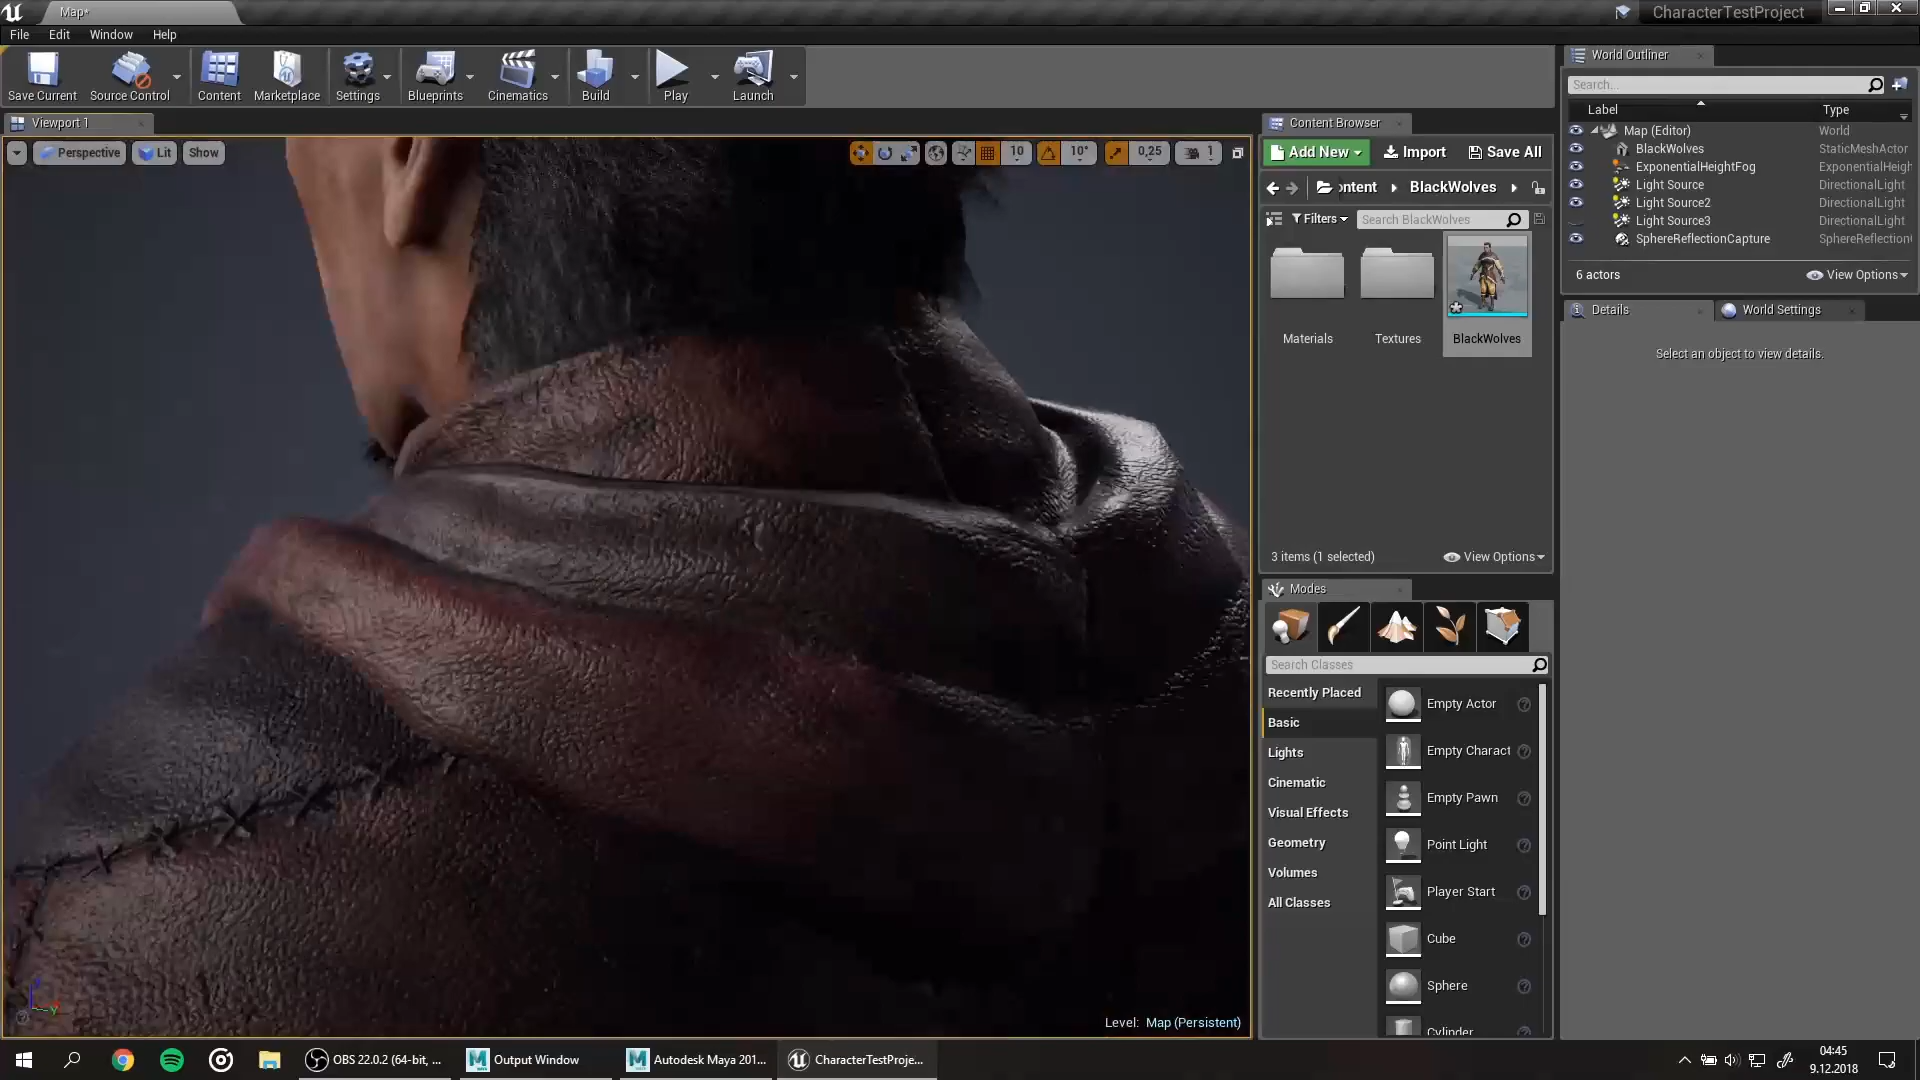 Map*
CharacterTestProject
File
Edit
Window
Help
Save Current
Source Control
Content
Marketplace
Settings
Blueprints
Cinematics
Build
Play
Launch
Viewport 1
Perspective
Lit
Show
10
10°
0,25
1
Level: Map (Persistent)
Content Browser
Add New
Import
Save All
ontent
BlackWolves
Filters
Search BlackWolves
Materials
Textures
BlackWolves
3 items (1 selected)
View Options
Modes
Search Classes
Recently Placed
Basic
Lights
Cinematic
Visual Effects
Geometry
Volumes
All Classes
Empty Actor
Empty Charact
Empty Pawn
Point Light
Player Start
Cube
Sphere
Cylinder
World Outliner
Search...
Label
Type
Map (Editor)
World
BlackWolves
StaticMeshActor
ExponentialHeightFog
ExponentialHeigh
Light Source
DirectionalLight
Light Source2
DirectionalLight
Light Source3
DirectionalLight
SphereReflectionCapture
SphereReflection
6 actors
View Options
Details
World Settings
Select an object to view details.
OBS 22.0.2 (64-bit, ...
Output Window
Autodesk Maya 201...
CharacterTestProje...
04:45
9.12.2018